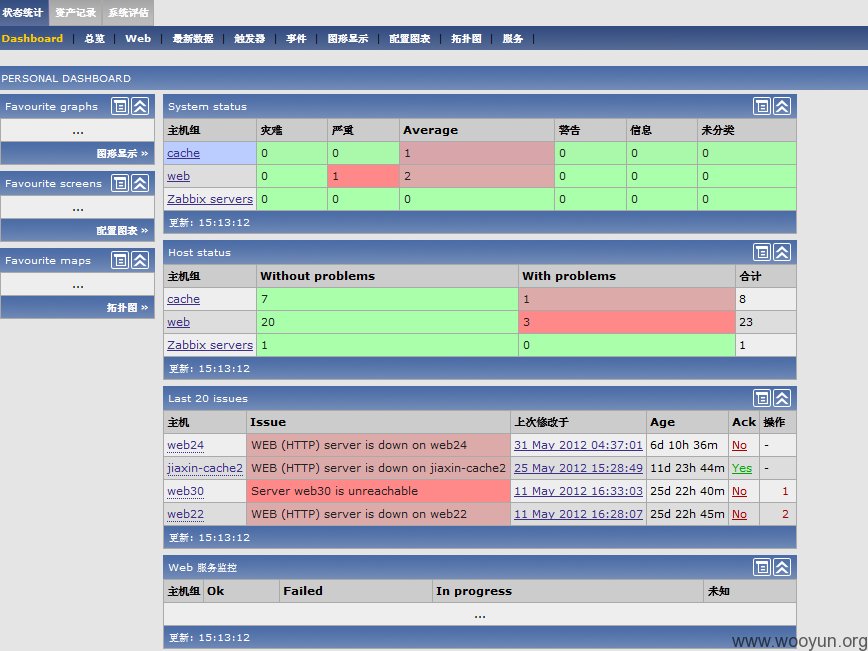 状态统计 资产记录 系统评估
Dashboard | 总览 | Web | 最新数据 | 触发器 | 事件 | 图形显示 | 配置图表 | 拓扑图 | 服务 |
PERSONAL DASHBOARD
Favourite graphs
...
图形显示 »
Favourite screens
...
配置图表 »
Favourite maps
...
拓扑图 »
System status
主机组 灾难 严重 Average 警告 信息 未分类
cache 0 0 1 0 0 0
web 0 1 2 0 0 0
Zabbix servers 0 0 0 0 0 0
更新: 15:13:12
Host status
主机组 Without problems With problems 合计
cache 7 1 8
web 20 3 23
Zabbix servers 1 0 1
更新: 15:13:12
Last 20 issues
主机 Issue 上次修改于 Age Ack 操作
web24 WEB (HTTP) server is down on web24 31 May 2012 04:37:01 6d 10h 36m No -
jiaxin-cache2 WEB (HTTP) server is down on jiaxin-cache2 25 May 2012 15:28:49 11d 23h 44m Yes -
web30 Server web30 is unreachable 11 May 2012 16:33:03 25d 22h 40m No 1
web22 WEB (HTTP) server is down on web22 11 May 2012 16:28:07 25d 22h 45m No 2
更新: 15:13:12
Web 服务监控
主机组 Ok Failed In progress 未知
...
更新: 15:13:12
www.wooyun.org